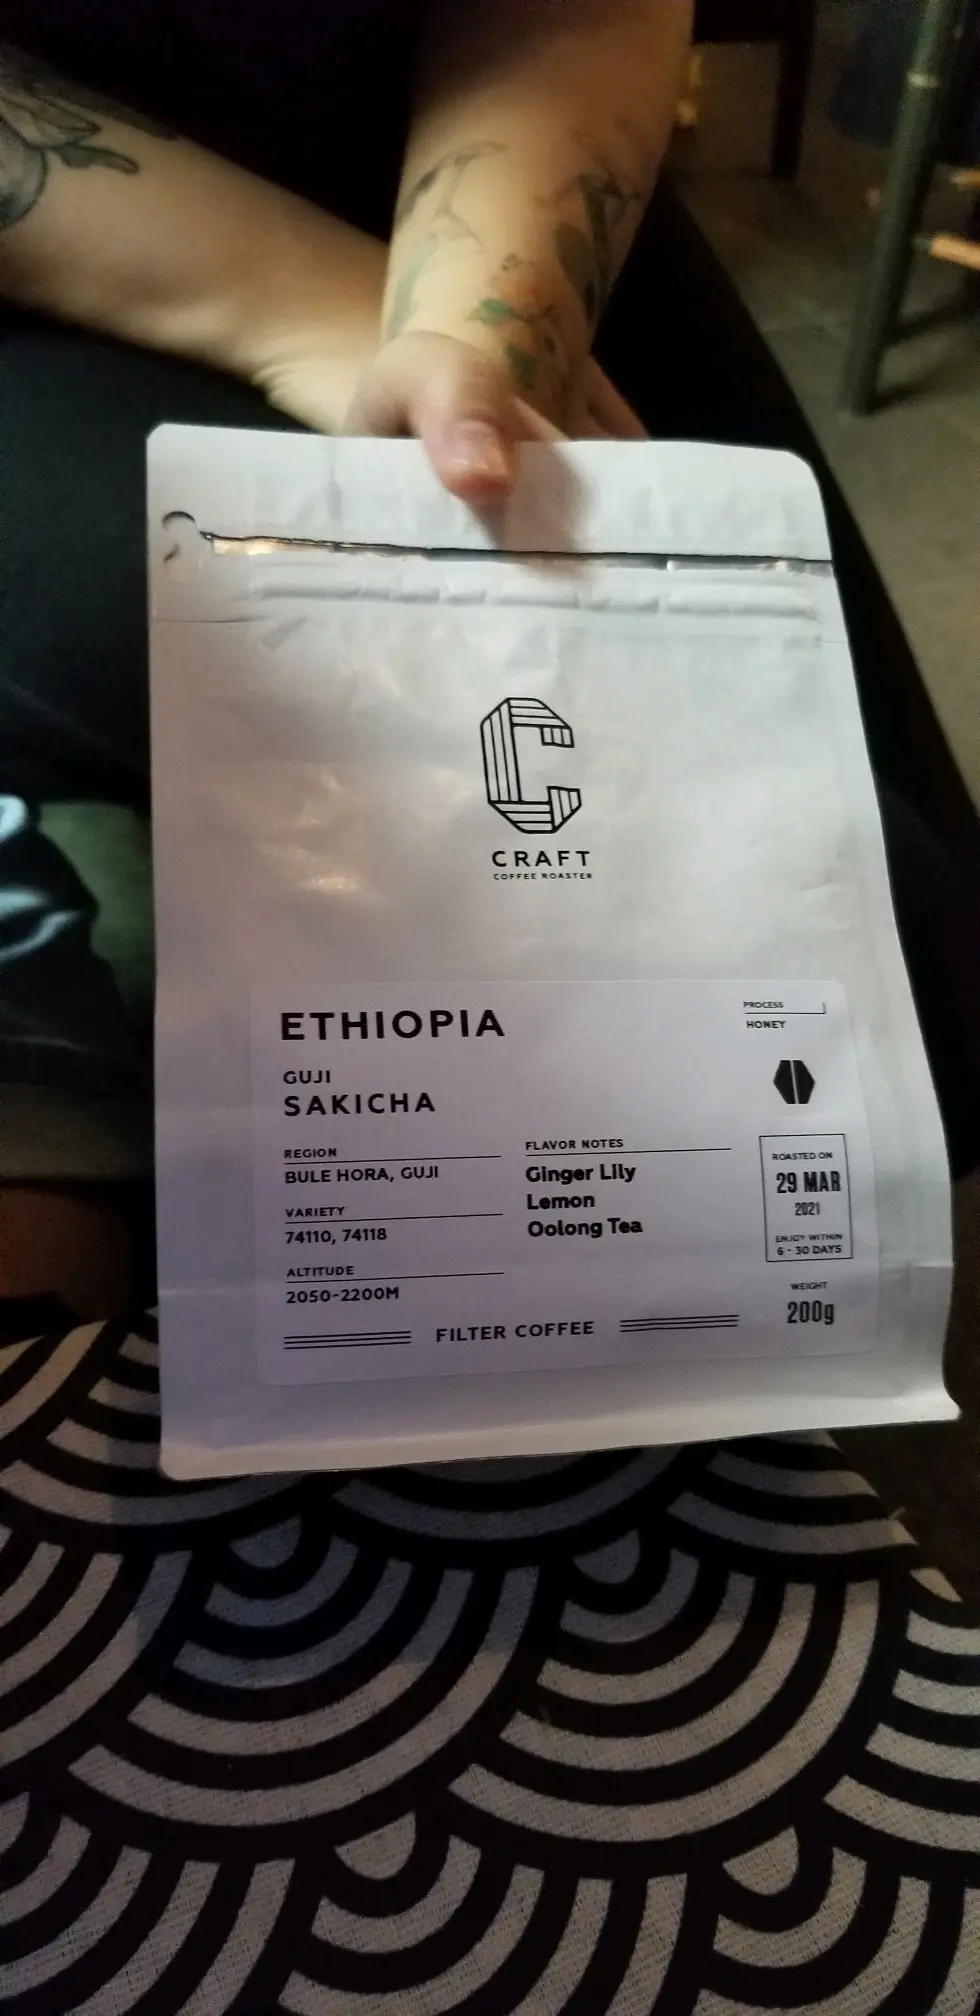 CRAFT
COFFEE ROASTER
ETHIOPIA
GUJI
SAKICHA
REGION
BULE HORA, GUJI
VARIETY
74110, 74118
ALTITUDE
2050-2200M
FLAVOR NOTES
Ginger Lily
Lemon
Oolong Tea
PROCESS
HONEY
ROASTED ON
29 MAR
2021
ENJOY WITHIN
6 - 30 DAYS
WEIGHT
200g
FILTER COFFEE